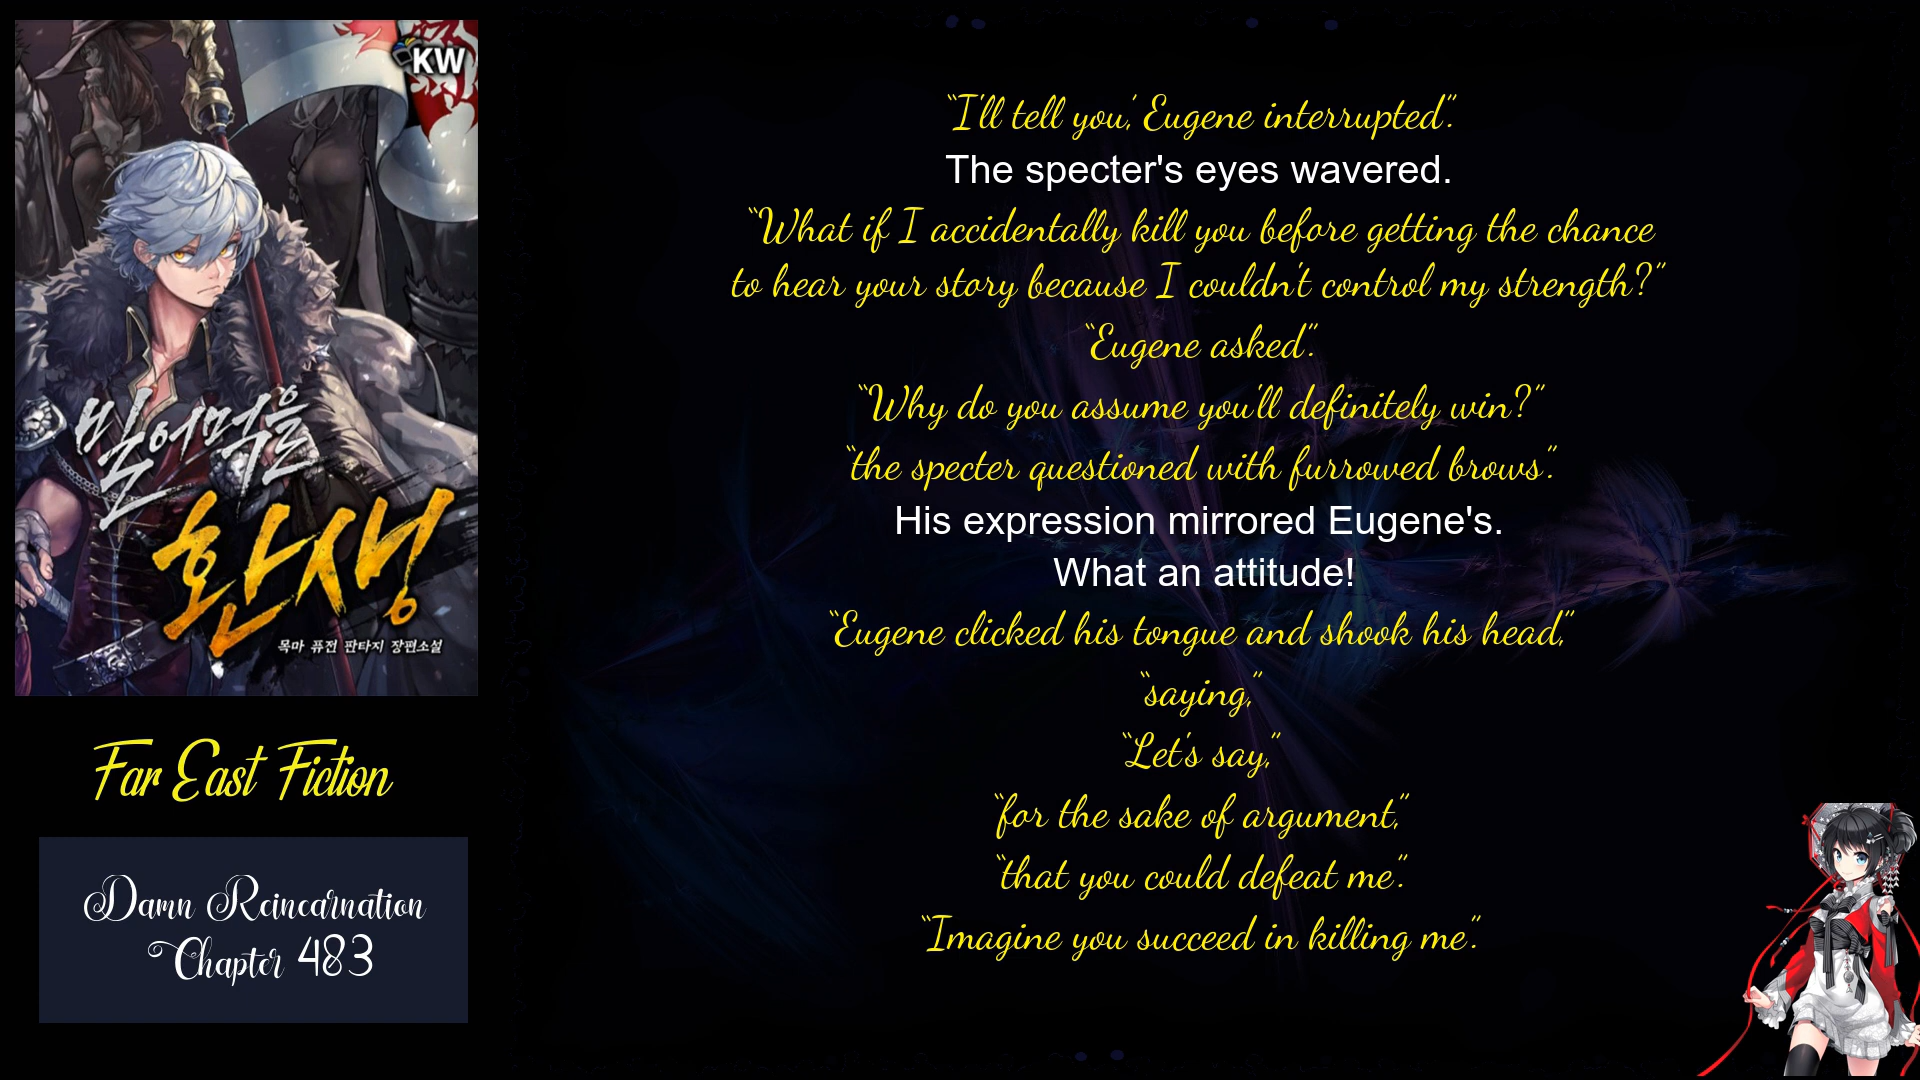 KW
빌어먹을
환생
목마 퓨전 판타지 장편소설
Far East Fiction
Damn Reincarnation
Chapter 483
“I'll tell you,' Eugene interrupted”.
The specter's eyes wavered.
“What if I accidentally kill you before getting the chance
to hear your story because I couldn't control my strength?”
“Eugene asked”.
“Why do you assume you'll definitely win?”
“the specter questioned with furrowed brows”.
His expression mirrored Eugene's.
What an attitude!
“Eugene clicked his tongue and shook his head,”
“saying,”
“Let's say,”
“for the sake of argument,”
“that you could defeat me”.
“Imagine you succeed in killing me”.